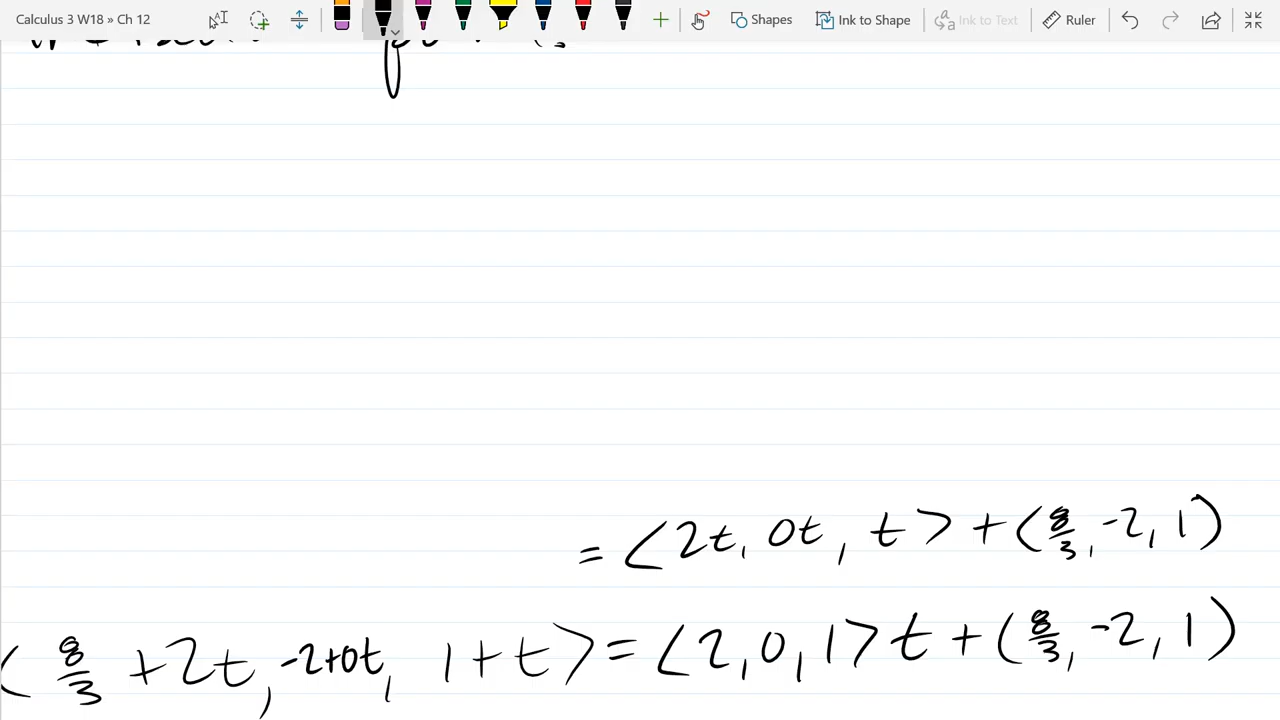 Calculus 3 W18 » Ch 12 Shapes Ink to Shape Ink to Text Ruler
= ⟨2t, 0t, t⟩ + (8/3, -2, 1)
⟨8/3 + 2t, -2+0t, 1+t⟩ = ⟨2, 0, 1⟩t + (8/3, -2, 1)